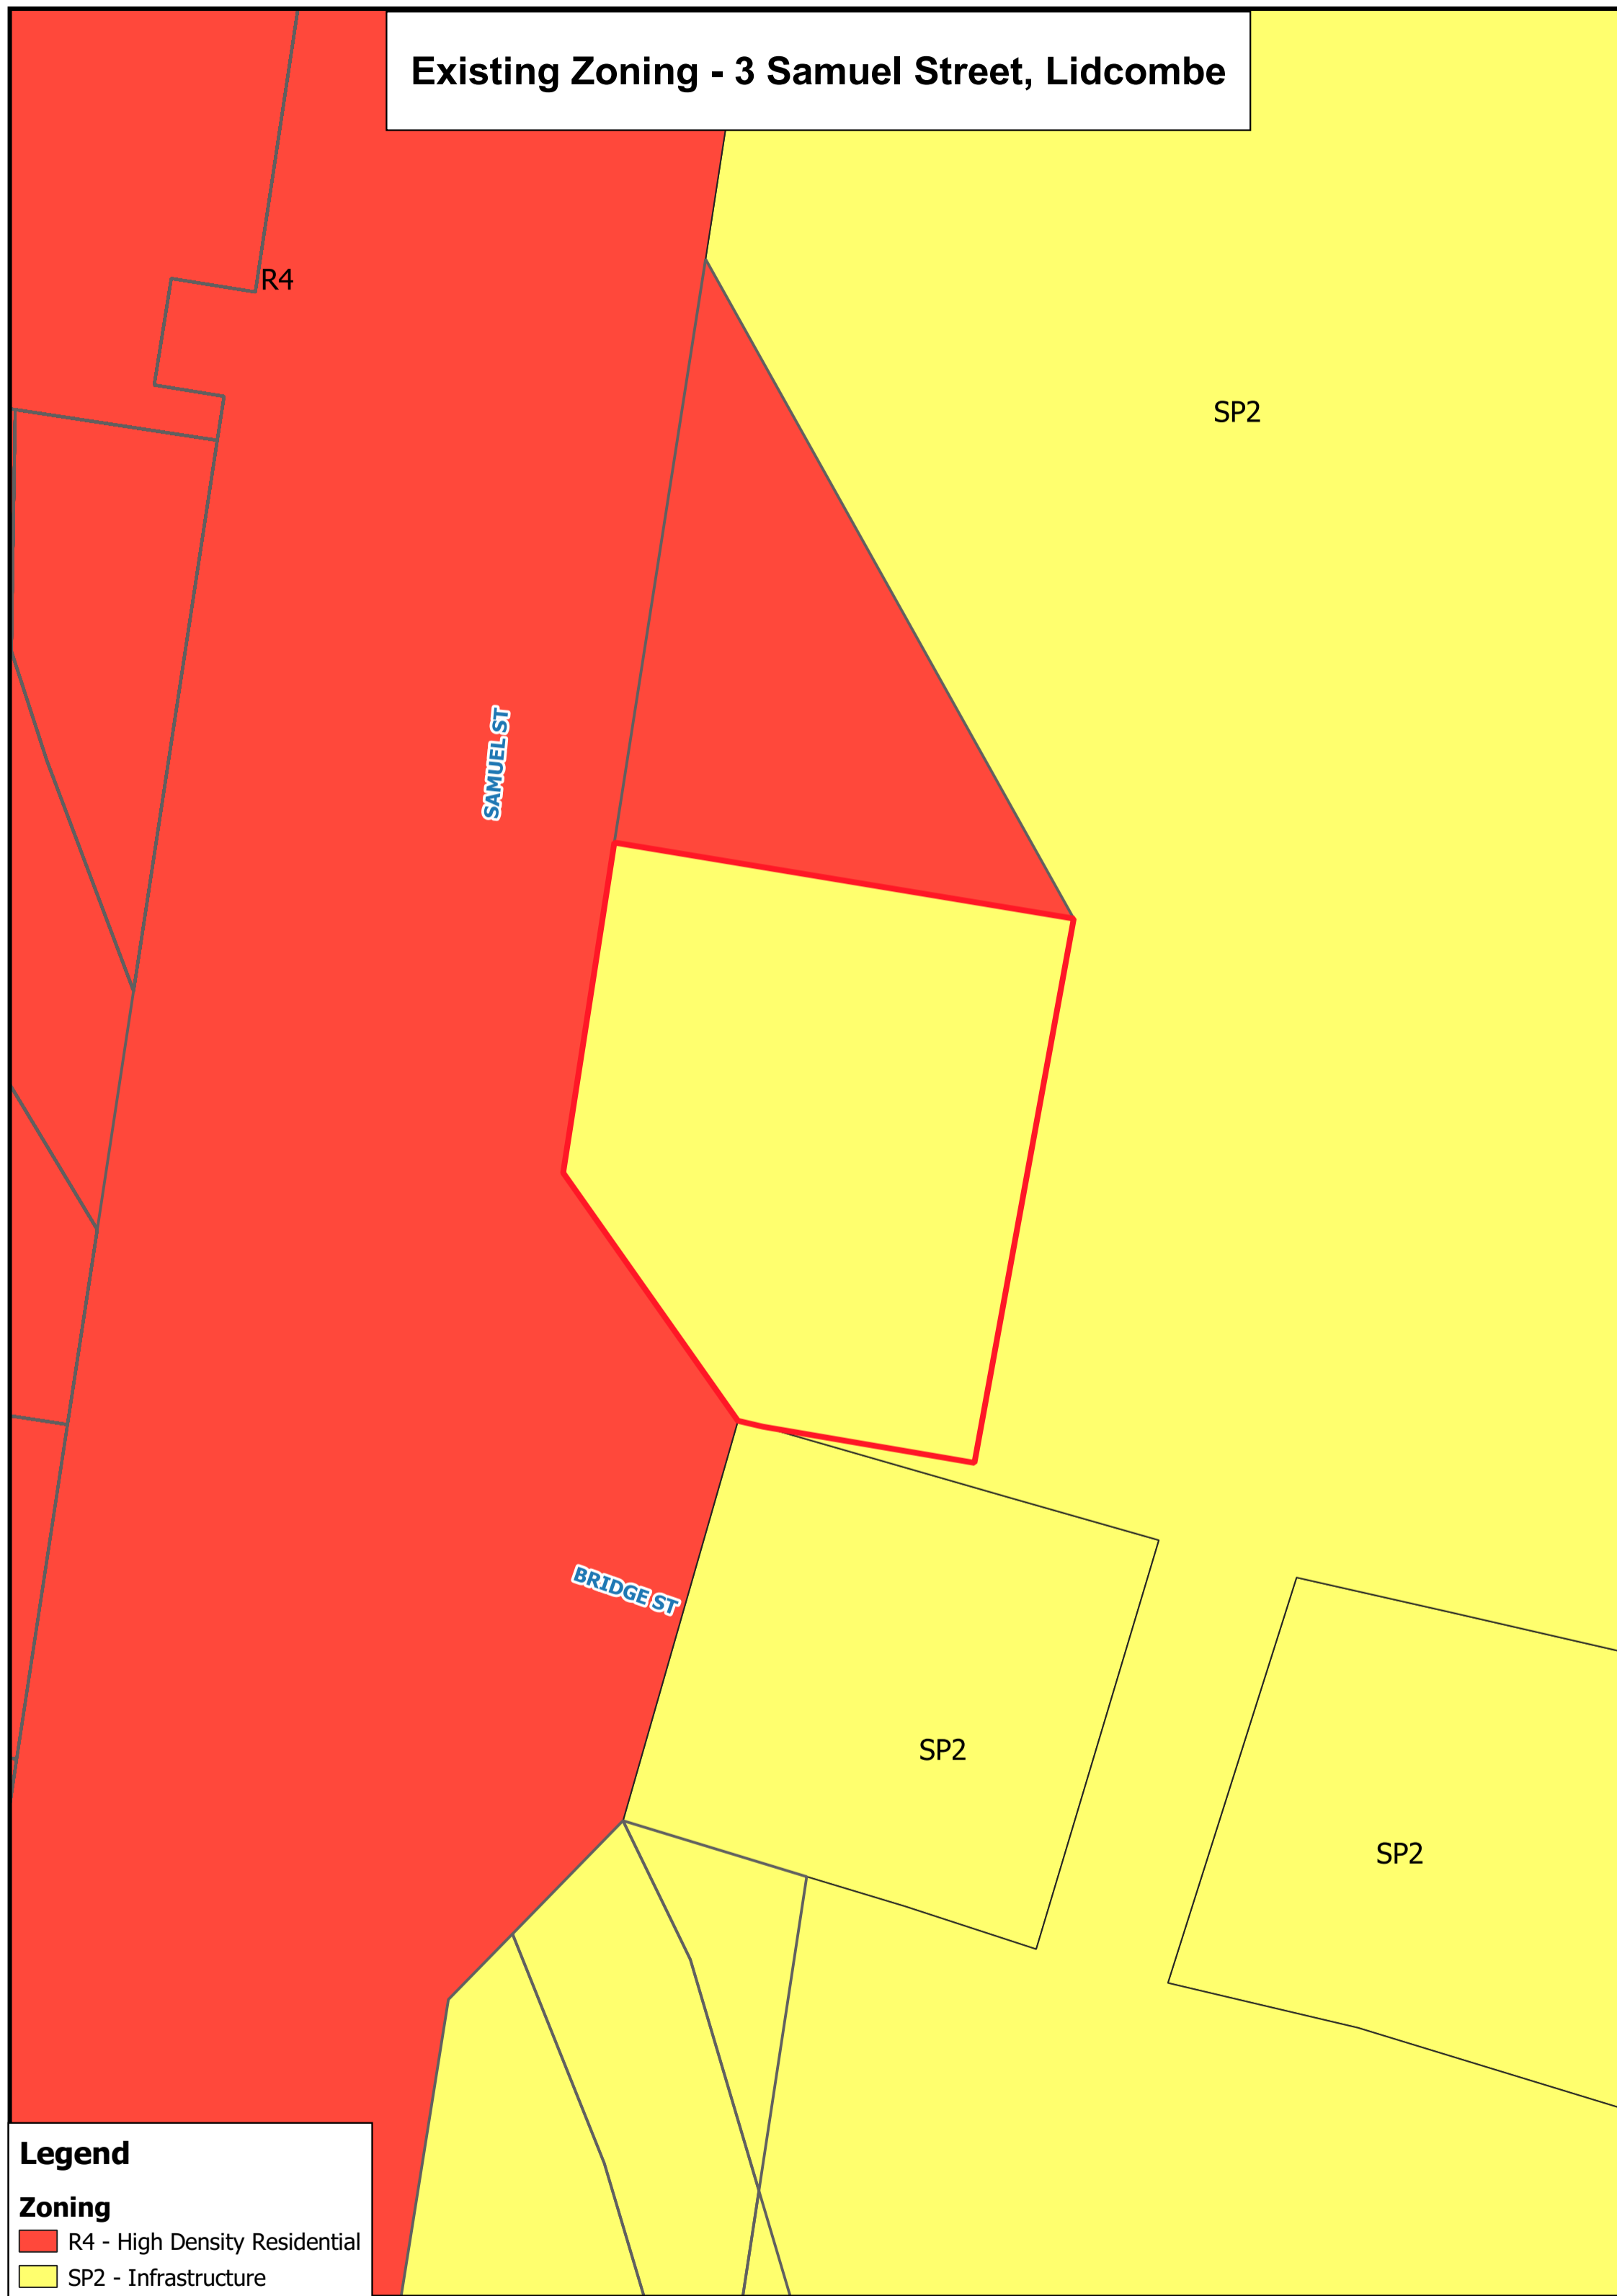 Existing Zoning - 3 Samuel Street, Lidcombe
R4
SP2
SAMUEL ST
BRIDGE ST
SP2
SP2
Legend
Zoning
R4 - High Density Residential
SP2 - Infrastructure